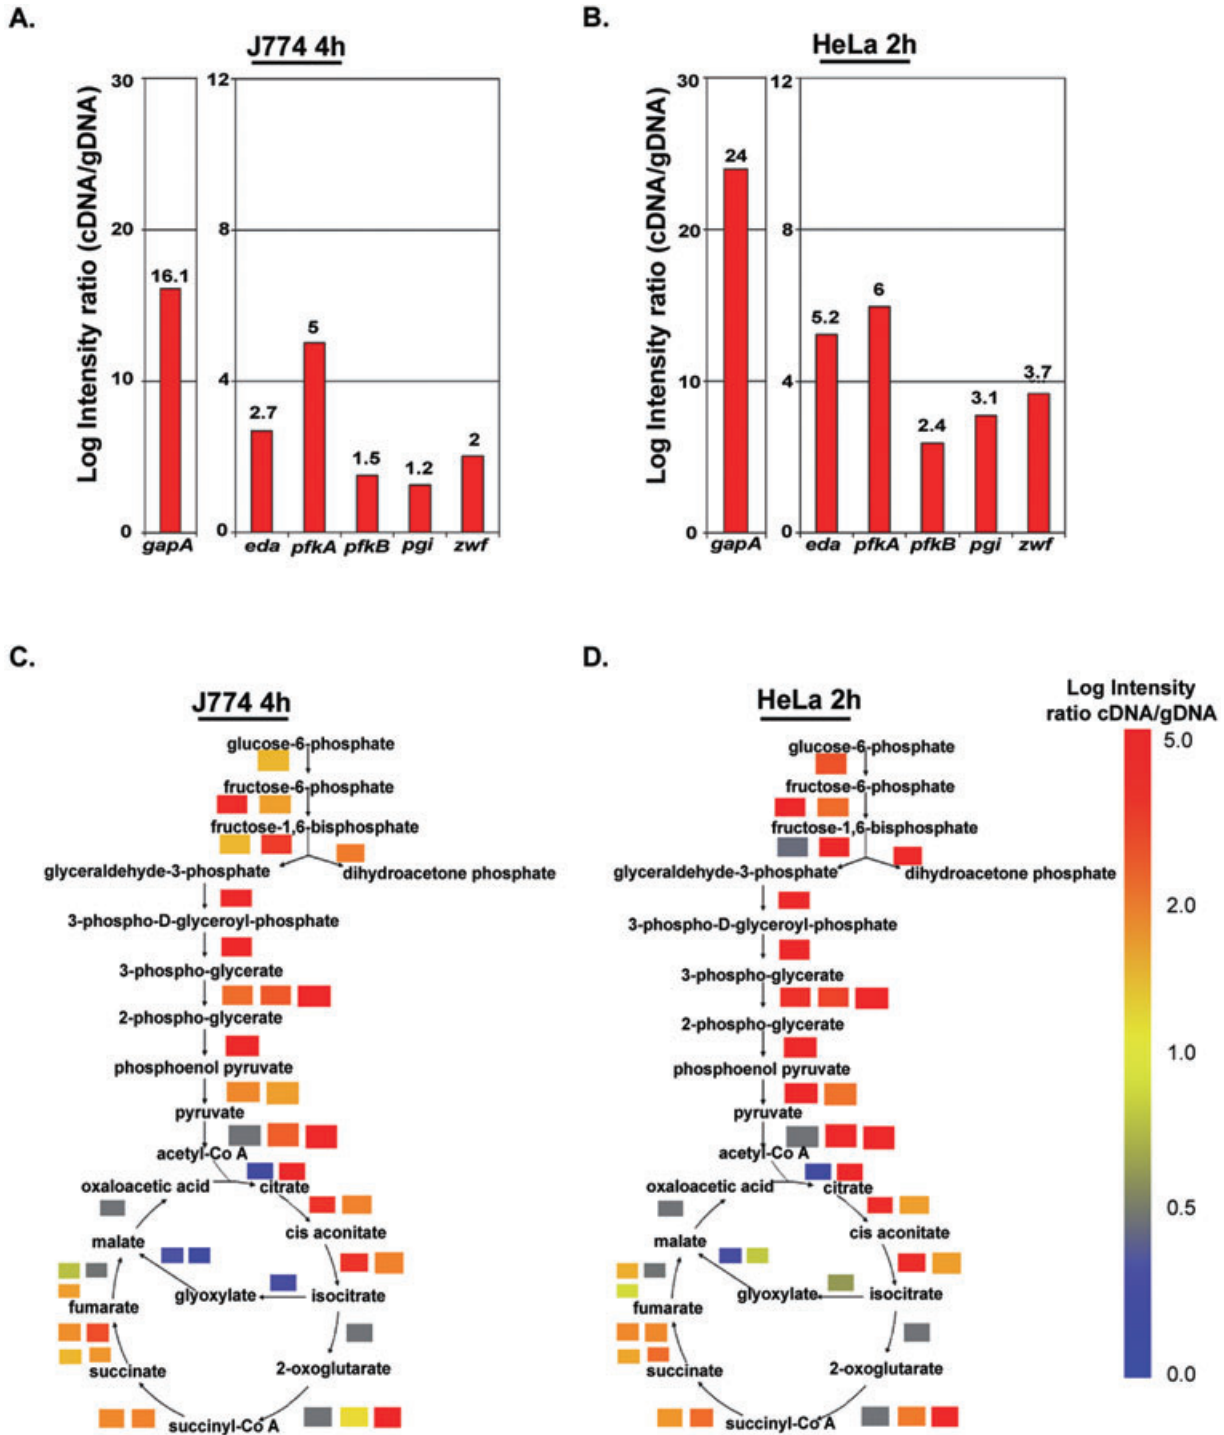 A.
J774 4h
Log Intensity ratio (cDNA/gDNA)
30
20
10
0
16.1
gapA
12
8
4
0
2.7
5
1.5
1.2
2
eda
pfkA
pfkB
pgi
zwf
B.
HeLa 2h
Log Intensity ratio (cDNA/gDNA)
30
20
10
0
24
gapA
12
8
4
0
5.2
6
2.4
3.1
3.7
eda
pfkA
pfkB
pgi
zwf
C.
J774 4h
glucose-6-phosphate
fructose-6-phosphate
fructose-1,6-bisphosphate
glyceraldehyde-3-phosphate
dihydroacetone phosphate
3-phospho-D-glyceroyl-phosphate
3-phospho-glycerate
2-phospho-glycerate
phosphoenol pyruvate
pyruvate
acetyl-Co A
oxaloacetic acid
citrate
cis aconitate
malate
glyoxylate
isocitrate
fumarate
2-oxoglutarate
succinate
succinyl-Co A
D.
HeLa 2h
glucose-6-phosphate
fructose-6-phosphate
fructose-1,6-bisphosphate
glyceraldehyde-3-phosphate
dihydroacetone phosphate
3-phospho-D-glyceroyl-phosphate
3-phospho-glycerate
2-phospho-glycerate
phosphoenol pyruvate
pyruvate
acetyl-Co A
oxaloacetic acid
citrate
cis aconitate
malate
glyoxylate
isocitrate
fumarate
2-oxoglutarate
succinate
succinyl-Co A
Log Intensity
ratio cDNA/gDNA
5.0
2.0
1.0
0.5
0.0